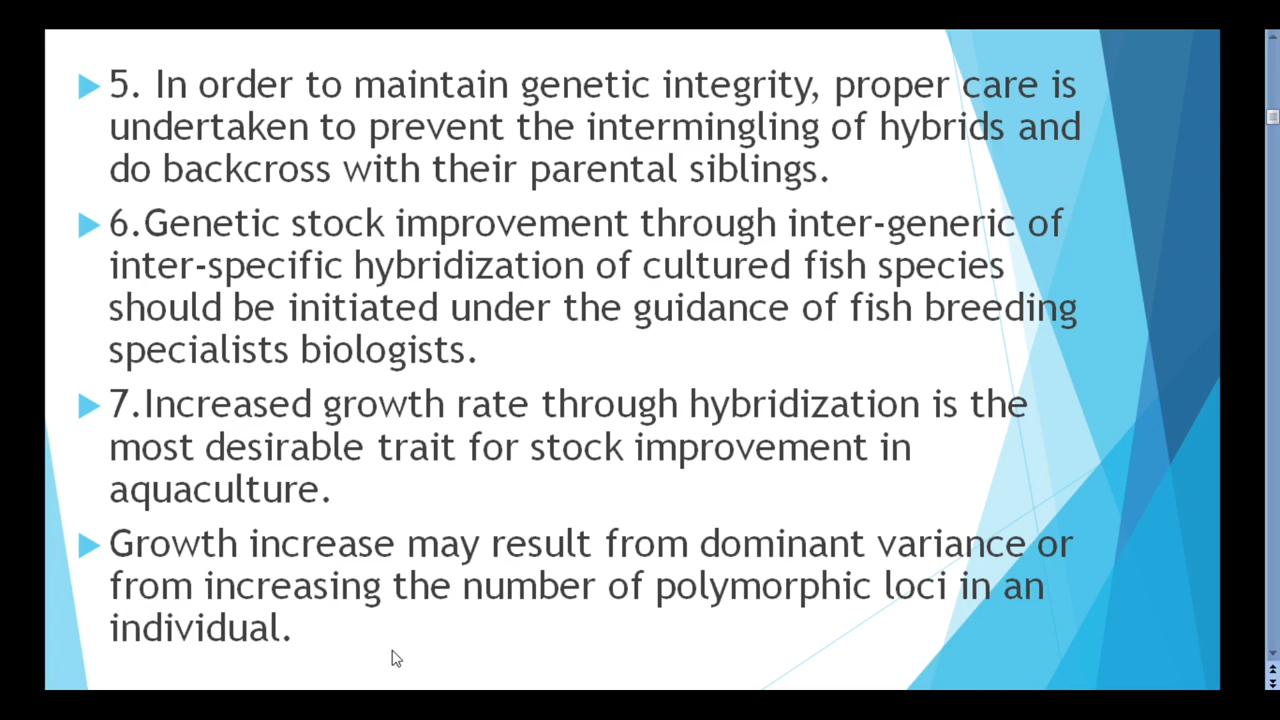 5. In order to maintain genetic integrity, proper care is
undertaken to prevent the intermingling of hybrids and
do backcross with their parental siblings.
6.Genetic stock improvement through inter-generic of
inter-specific hybridization of cultured fish species
should be initiated under the guidance of fish breeding
specialists biologists.
7.Increased growth rate through hybridization is the
most desirable trait for stock improvement in
aquaculture.
Growth increase may result from dominant variance or
from increasing the number of polymorphic loci in an
individual.